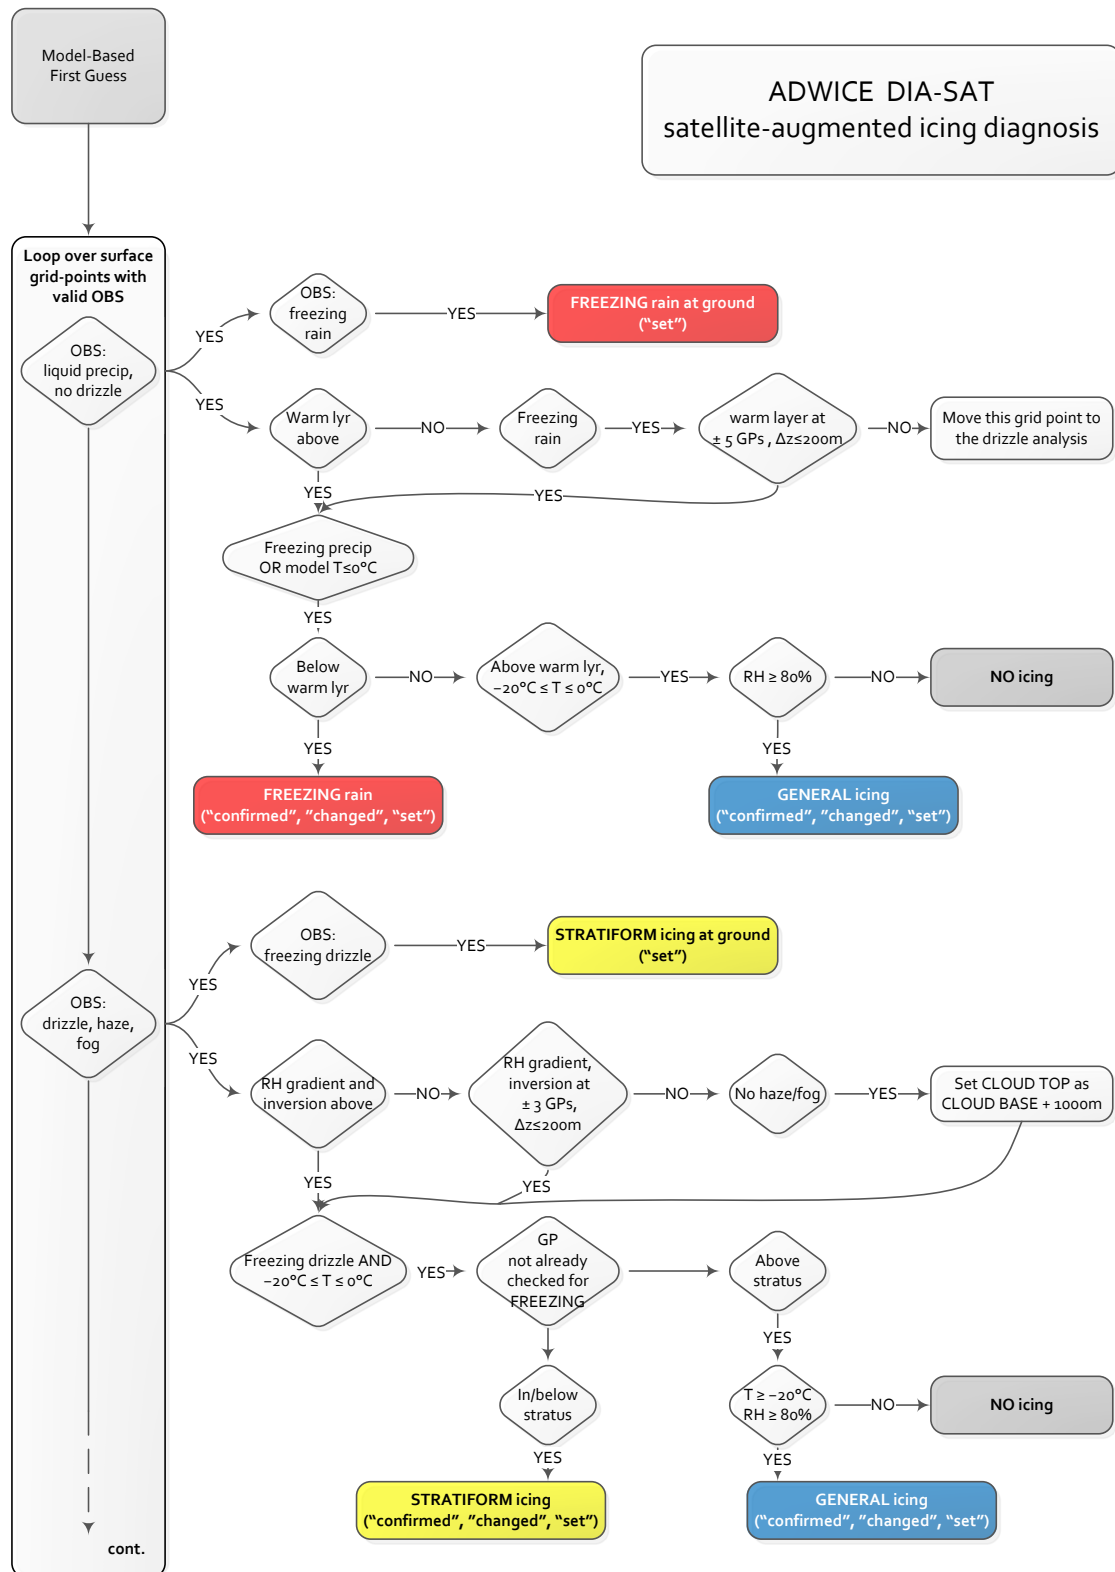 Model-Based
First Guess
ADWICE DIA-SAT
satellite-augmented icing diagnosis
Loop over surface
grid-points with
valid OBS
OBS:
liquid precip,
no drizzle
YES
YES
OBS:
freezing
rain
YES
FREEZING rain at ground
(“set”)
Warm lyr
above
NO
Freezing
rain
YES
warm layer at
± 5 GPs , Δz≤200m
NO
Move this grid point to
the drizzle analysis
YES
YES
Freezing precip
OR model T≤0°C
YES
Below
warm lyr
NO
Above warm lyr,
−20°C ≤ T ≤ 0°C
YES
RH ≥ 80%
NO
NO icing
YES
YES
FREEZING rain
(“confirmed”, ”changed”, “set”)
GENERAL icing
(“confirmed”, ”changed”, “set”)
OBS:
drizzle, haze,
fog
YES
YES
OBS:
freezing drizzle
YES
STRATIFORM icing at ground
(“set”)
RH gradient and
inversion above
NO
RH gradient,
inversion at
± 3 GPs,
Δz≤200m
NO
No haze/fog
YES
Set CLOUD TOP as
CLOUD BASE + 1000m
YES
YES
Freezing drizzle AND
−20°C ≤ T ≤ 0°C
YES
GP
not already
checked for
FREEZING
Above
stratus
YES
In/below
stratus
T ≥ −20°C
RH ≥ 80%
NO
NO icing
YES
YES
STRATIFORM icing
(“confirmed”, ”changed”, “set”)
GENERAL icing
(“confirmed”, ”changed”, “set”)
cont.